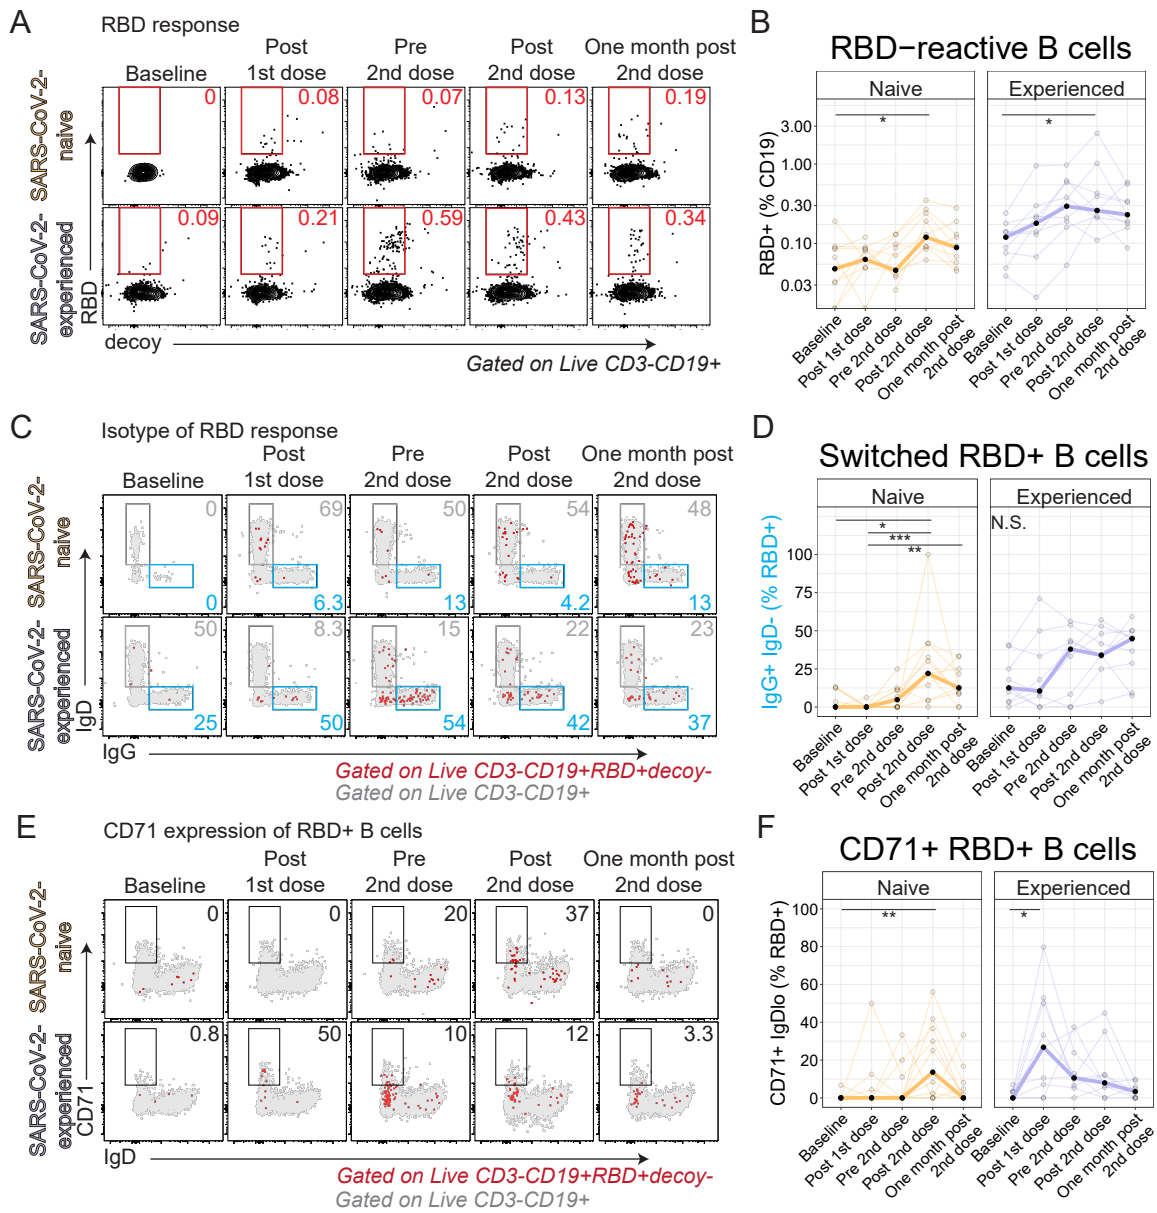 A
RBD response
Baseline
Post
1st dose
Pre
2nd dose
Post
2nd dose
One month post
2nd dose
SARS-CoV-2-
naive
0
0.08
0.07
0.13
0.19
SARS-CoV-2-
experienced
0.09
0.21
0.59
0.43
0.34
RBD
decoy
Gated on Live CD3-CD19+
B
RBD−reactive B cells
Naive
Experienced
*
*
RBD+ (% CD19)
3.00
1.00
0.30
0.10
0.03
Baseline
Post 1st dose
Pre 2nd dose
Post 2nd dose
One month post
2nd dose
Baseline
Post 1st dose
Pre 2nd dose
Post 2nd dose
One month post
2nd dose
C
Isotype of RBD response
Baseline
Post
1st dose
Pre
2nd dose
Post
2nd dose
One month post
2nd dose
SARS-CoV-2-
naive
0
69
50
54
48
0
6.3
13
4.2
13
SARS-CoV-2-
experienced
50
8.3
15
22
23
25
50
54
42
37
IgD
IgG
Gated on Live CD3-CD19+RBD+decoy-
Gated on Live CD3-CD19+
D
Switched RBD+ B cells
Naive
Experienced
*
***
**
N.S.
IgG+ IgD- (% RBD+)
100
75
50
25
0
Baseline
Post 1st dose
Pre 2nd dose
Post 2nd dose
One month post
2nd dose
Baseline
Post 1st dose
Pre 2nd dose
Post 2nd dose
One month post
2nd dose
E
CD71 expression of RBD+ B cells
Baseline
Post
1st dose
Pre
2nd dose
Post
2nd dose
One month post
2nd dose
SARS-CoV-2-
naive
0
0
20
37
0
SARS-CoV-2-
experienced
0.8
50
10
12
3.3
CD71
IgD
Gated on Live CD3-CD19+RBD+decoy-
Gated on Live CD3-CD19+
F
CD71+ RBD+ B cells
Naive
Experienced
**
*
CD71+ IgDlo (% RBD+)
100
80
60
40
20
0
Baseline
Post 1st dose
Pre 2nd dose
Post 2nd dose
One month post
2nd dose
Baseline
Post 1st dose
Pre 2nd dose
Post 2nd dose
One month post
2nd dose